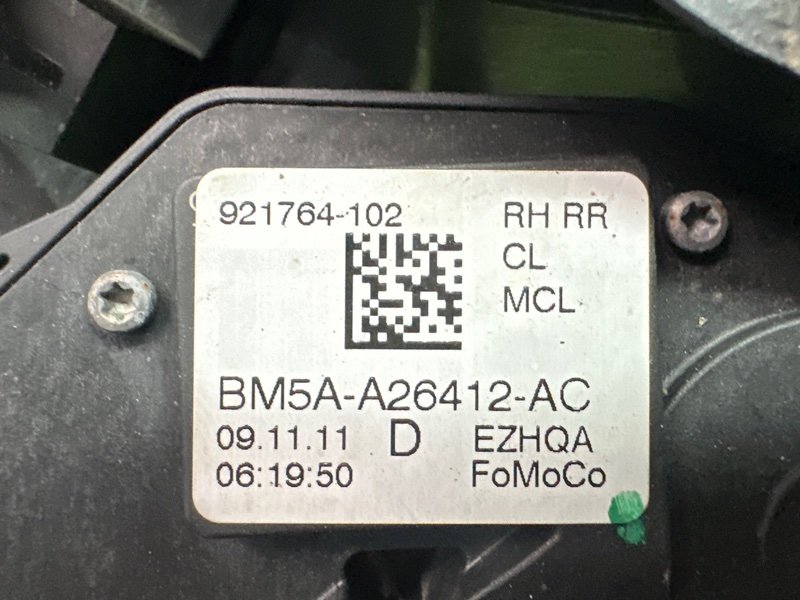 921764-102 RH RR
CL
MCL
BM5A-A26412-AC
09.11.11 D EZHQA
06:19:50 FoMoCo